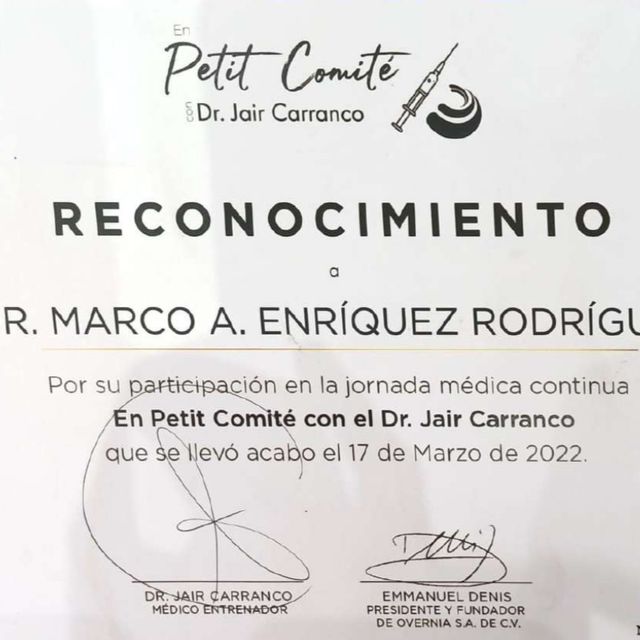 En
Petit Comité
con Dr. Jair Carranco
RECONOCIMIENTO
a
R. MARCO A. ENRÍQUEZ RODRÍGU
Por su participación en la jornada médica continua
En Petit Comité con el Dr. Jair Carranco
que se llevó acabo el 17 de Marzo de 2022.
DR. JAIR CARRANCO
MÉDICO ENTRENADOR
EMMANUEL DENIS
PRESIDENTE Y FUNDADOR
DE OVERNIA S.A. DE C.V.